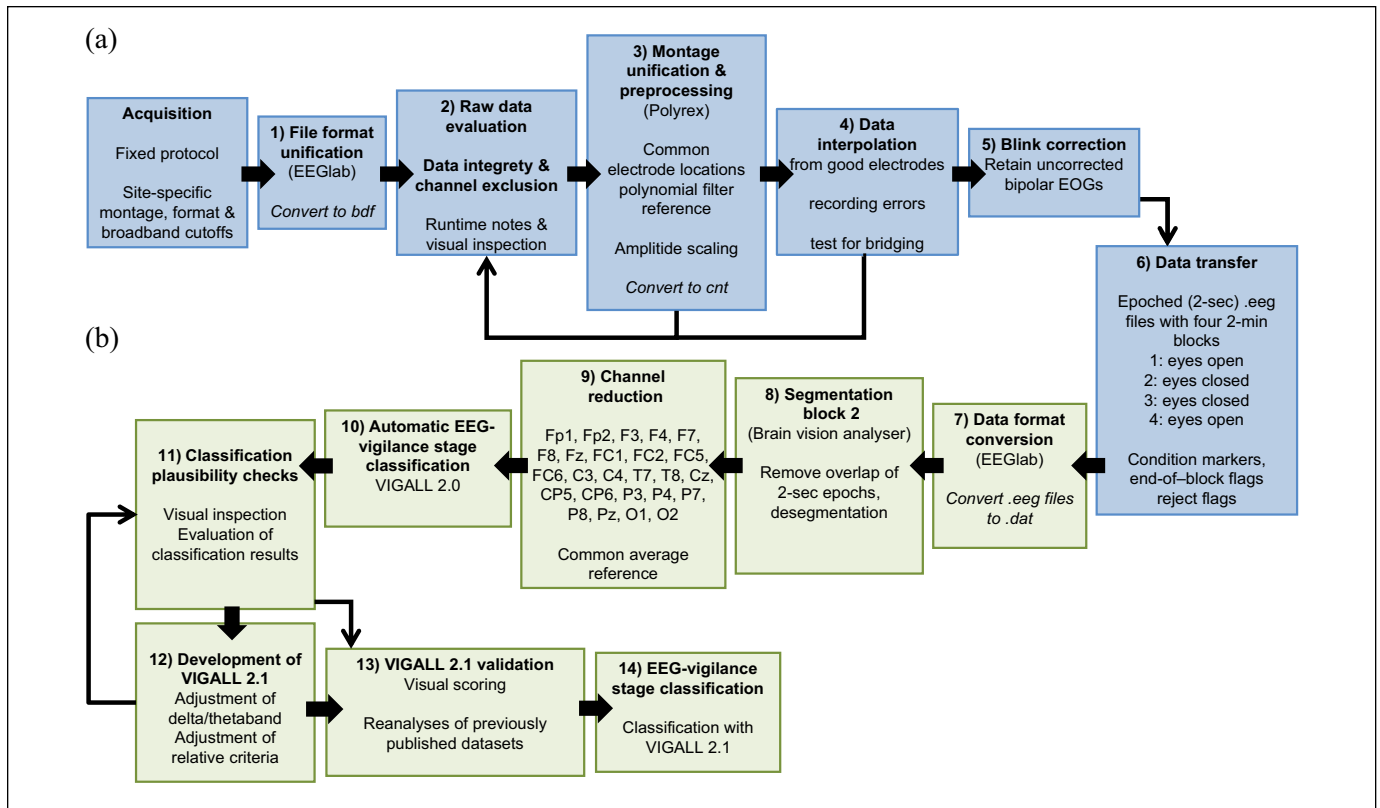 (a)
Acquisition
Fixed protocol
Site-specific
montage, format &
broadband cutoffs
1) File format
unification
(EEGlab)
Convert to bdf
2) Raw data
evaluation
Data integrety &
channel exclusion
Runtime notes &
visual inspection
3) Montage
unification &
preprocessing
(Polyrex)
Common
electrode locations
polynomial filter
reference
Amplitide scaling
Convert to cnt
4) Data
interpolation
from good electrodes
recording errors
test for bridging
5) Blink correction
Retain uncorrected
bipolar EOGs
6) Data transfer
Epoched (2-sec) .eeg
files with four 2-min
blocks
1: eyes open
2: eyes closed
3: eyes closed
4: eyes open
Condition markers,
end-of–block flags
reject flags
(b)
7) Data format
conversion
(EEGlab)
Convert .eeg files
to .dat
8) Segmentation
block 2
(Brain vision analyser)
Remove overlap of
2-sec epochs,
desegmentation
9) Channel
reduction
Fp1, Fp2, F3, F4, F7,
F8, Fz, FC1, FC2, FC5,
FC6, C3, C4, T7, T8, Cz,
CP5, CP6, P3, P4, P7,
P8, Pz, O1, O2
Common average
reference
10) Automatic EEG-
vigilance stage
classification
VIGALL 2.0
11) Classification
plausibility checks
Visual inspection
Evaluation of
classification results
12) Development of
VIGALL 2.1
Adjustment of
delta/thetaband
Adjustment of
relative criteria
13) VIGALL 2.1 validation
Visual scoring
Reanalyses of previously
published datasets
14) EEG-vigilance
stage classification
Classification with
VIGALL 2.1